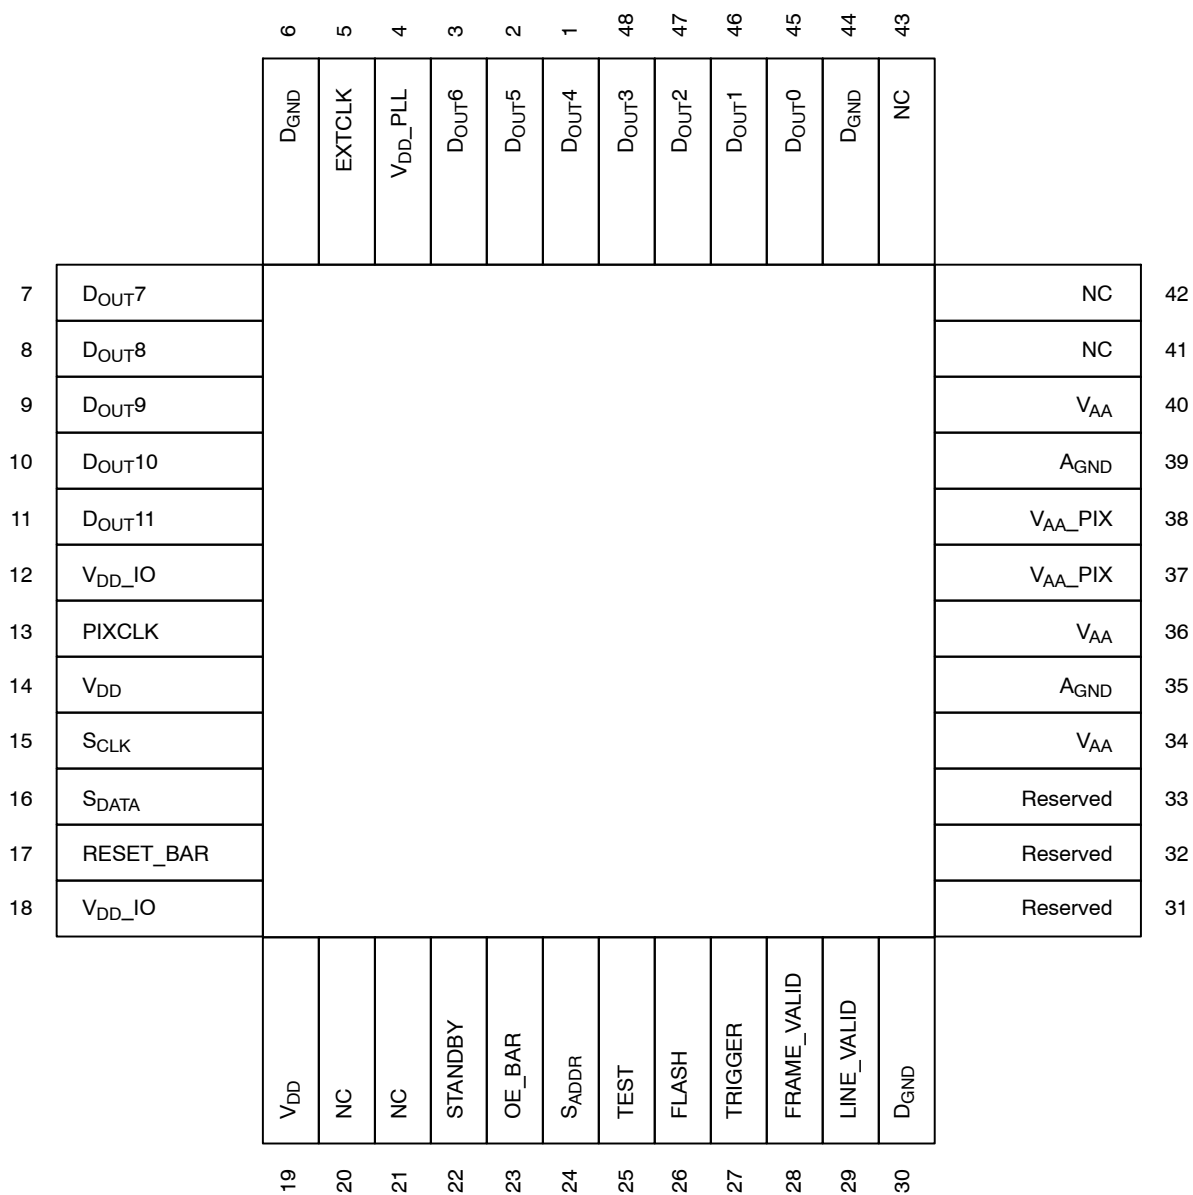 6 5 4 3 2 1 48 47 46 45 44 43
DGND EXTCLK VDD_PLL DOUT6 DOUT5 DOUT4 DOUT3 DOUT2 DOUT1 DOUT0 DGND NC
7 DOUT7 NC 42
8 DOUT8 NC 41
9 DOUT9 VAA 40
10 DOUT10 AGND 39
11 DOUT11 VAA_PIX 38
12 VDD_IO VAA_PIX 37
13 PIXCLK VAA 36
14 VDD AGND 35
15 SCLK VAA 34
16 SDATA Reserved 33
17 RESET_BAR Reserved 32
18 VDD_IO Reserved 31
VDD NC NC STANDBY OE_BAR SADDR TEST FLASH TRIGGER FRAME_VALID LINE_VALID DGND
19 20 21 22 23 24 25 26 27 28 29 30